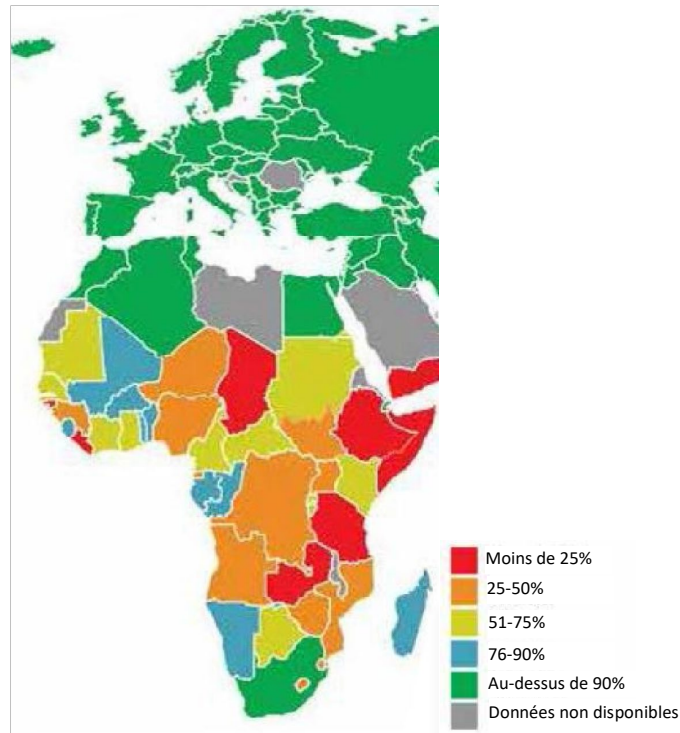 Moins de 25%
25-50%
51-75%
76-90%
Au-dessus de 90%
Données non disponibles